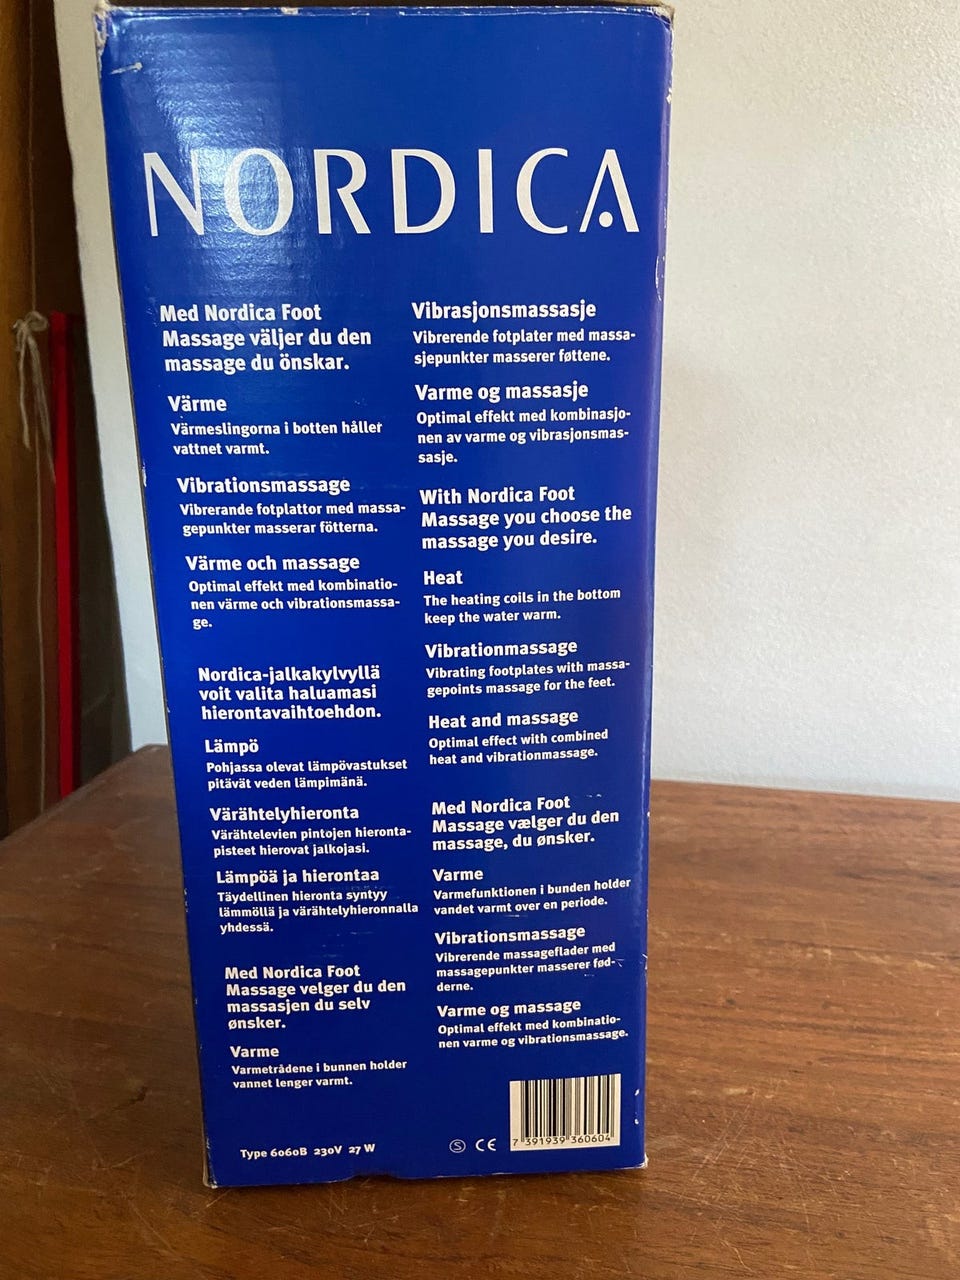 NORDICA
Med Nordica Foot
Massage väljer du den
massage du önskar.
Värme
Värmeslingorna i botten håller
vattnet varmt.
Vibrationsmassage
Vibrerande fotplattor med massa-
gepunkter masserar fötterna.
Värme och massage
Optimal effekt med kombinatio-
nen värme och vibrationsmassa-
ge.
Nordica-jalkakylvyllä
voit valita haluamasi
hierontavaihtoehdon.
Lämpö
Pohjassa olevat lämpövastukset
pitävät veden lämpimänä.
Värähtelyhieronta
Värähtelevien pintojen hieronta-
pisteet hierovat jalkojasi.
Lämpöä ja hierontaa
Täydellinen hieronta syntyy
lämmöllä ja värähtelyhieronnalla
yhdessä.
Med Nordica Foot
Massage velger du den
massasjen du selv
ønsker.
Varme
Varmetrådene i bunnen holder
vannet lenger varmt.
Vibrasjonsmassasje
Vibrerende fotplater med massa-
sjepunkter masserer føttene.
Varme og massasje
Optimal effekt med kombinasjo-
nen av varme og vibrasjonsmas-
sasje.
With Nordica Foot
Massage you choose the
massage you desire.
Heat
The heating coils in the bottom
keep the water warm.
Vibrationmassage
Vibrating footplates with massa-
gepoints massage for the feet.
Heat and massage
Optimal effect with combined
heat and vibrationmassage.
Med Nordica Foot
Massage vælger du den
massage, du ønsker.
Varme
Varmefunktionen i bunden holder
vandet varmt over en periode.
Vibrationsmassage
Vibrerende massageflader med
massagepunkter masserer fød-
derne.
Varme og massage
Optimal effekt med kombinatio-
nen varme og vibrationsmassage.
Type 6060B 230V 27 W
S CE
7 391939 360604